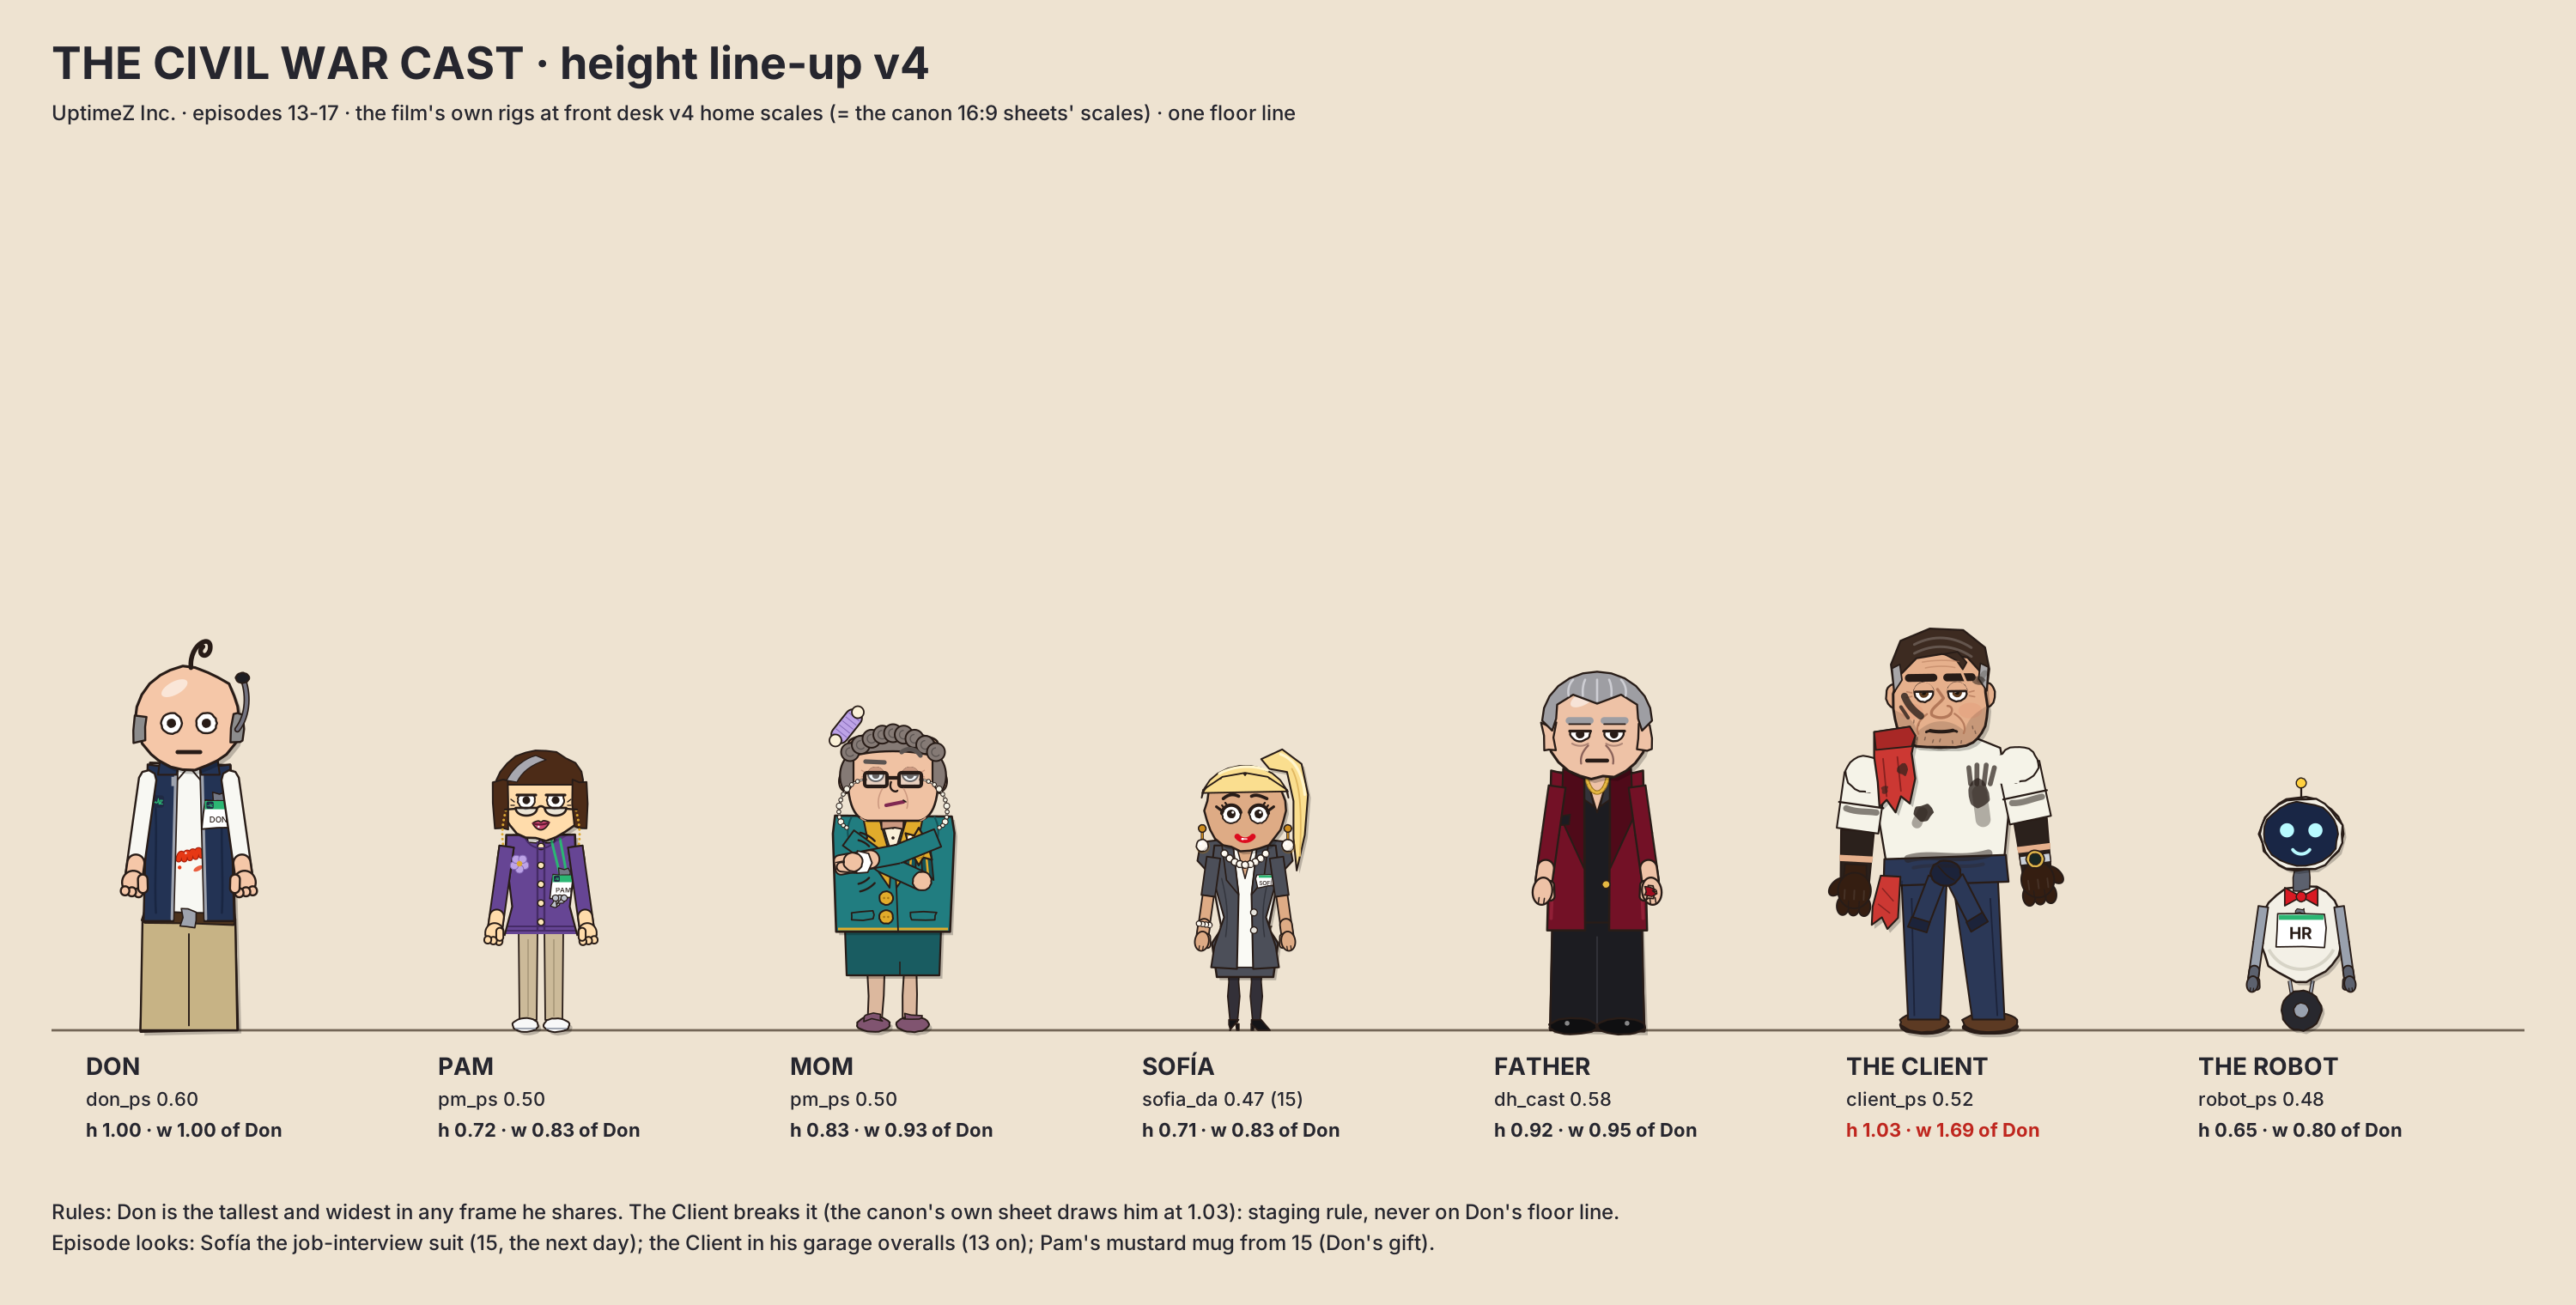 THE CIVIL WAR CAST · height line-up v4
UptimeZ Inc. · episodes 13-17 · the film's own rigs at front desk v4 home scales (= the canon 16:9 sheets' scales) · one floor line
DON
PAM
SOFÍ
HR
DON
don_ps 0.60
h 1.00 · w 1.00 of Don
PAM
pm_ps 0.50
h 0.72 · w 0.83 of Don
MOM
pm_ps 0.50
h 0.83 · w 0.93 of Don
SOFÍA
sofia_da 0.47 (15)
h 0.71 · w 0.83 of Don
FATHER
dh_cast 0.58
h 0.92 · w 0.95 of Don
THE CLIENT
client_ps 0.52
h 1.03 · w 1.69 of Don
THE ROBOT
robot_ps 0.48
h 0.65 · w 0.80 of Don
Rules: Don is the tallest and widest in any frame he shares. The Client breaks it (the canon's own sheet draws him at 1.03): staging rule, never on Don's floor line.
Episode looks: Sofía the job-interview suit (15, the next day); the Client in his garage overalls (13 on); Pam's mustard mug from 15 (Don's gift).